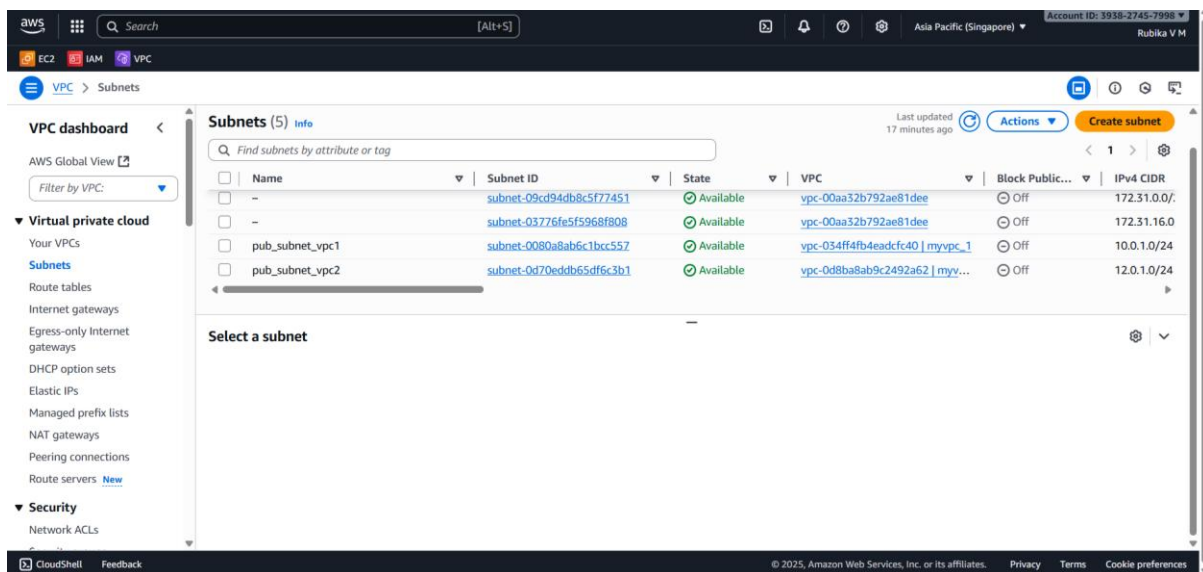 aws
Search [Alt+S]
Asia Pacific (Singapore)
Account ID: 3938-2745-7998
Rubika V M
EC2 IAM VPC
VPC > Subnets
VPC dashboard
AWS Global View
Filter by VPC:
Virtual private cloud
Your VPCs
Subnets
Route tables
Internet gateways
Egress-only Internet
gateways
DHCP option sets
Elastic IPs
Managed prefix lists
NAT gateways
Peering connections
Route servers New
Security
Network ACLs
Subnets (5) Info
Last updated
17 minutes ago
Actions
Create subnet
Find subnets by attribute or tag
1
Name Subnet ID State VPC Block Public... IPv4 CIDR
– subnet-09cd94db8c5f77451 Available vpc-00aa32b792ae81dee Off 172.31.0.0/
– subnet-03776fe5f5968f808 Available vpc-00aa32b792ae81dee Off 172.31.16.0
pub_subnet_vpc1 subnet-0080a8ab6c1bcc557 Available vpc-034ff4fb4eadcfc40 | myvpc_1 Off 10.0.1.0/24
pub_subnet_vpc2 subnet-0d70eddb65df6c3b1 Available vpc-0d8ba8ab9c2492a62 | myv... Off 12.0.1.0/24
Select a subnet
CloudShell Feedback
© 2025, Amazon Web Services, Inc. or its affiliates. Privacy Terms Cookie preferences